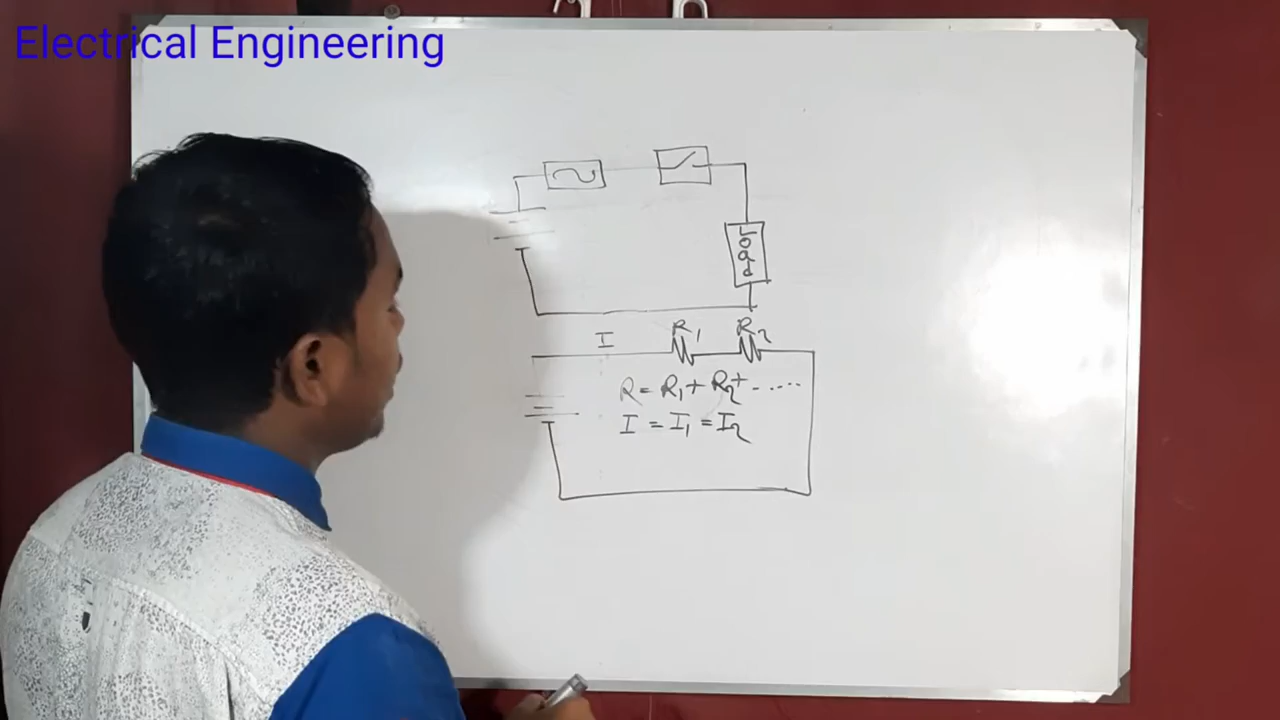 Electrical Engineering
Load
I R1 R2
R = R1 + R2 + .....
I = I1 = I2